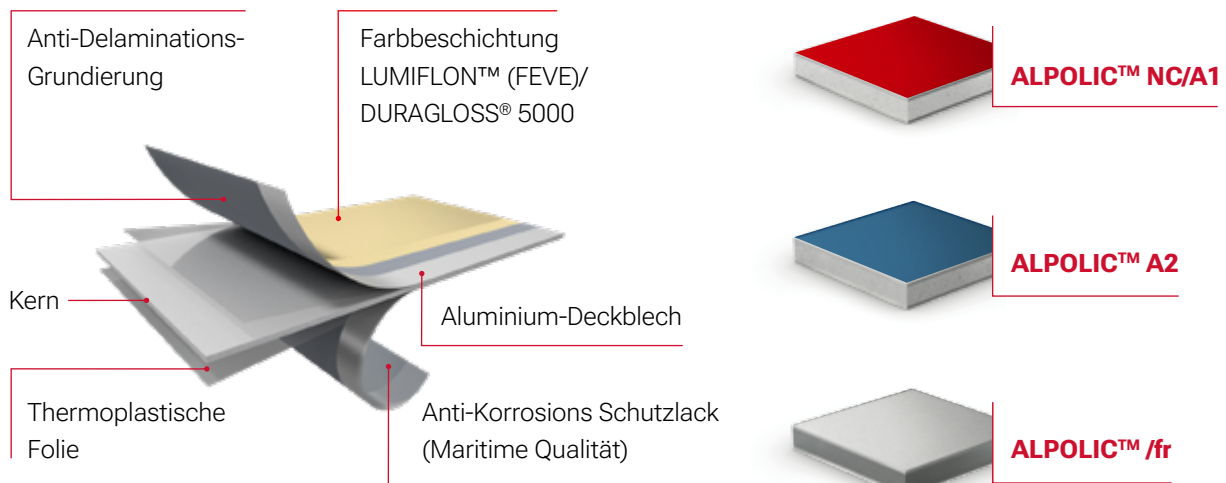 Anti-Delaminations-
Grundierung
Farbbeschichtung
LUMIFLON™ (FEVE)/
DURAGLOSS® 5000
Kern
Aluminium-Deckblech
Thermoplastische
Folie
Anti-Korrosions Schutzlack
(Maritime Qualität)
ALPOLIC™ NC/A1
ALPOLIC™ A2
ALPOLIC™ /fr